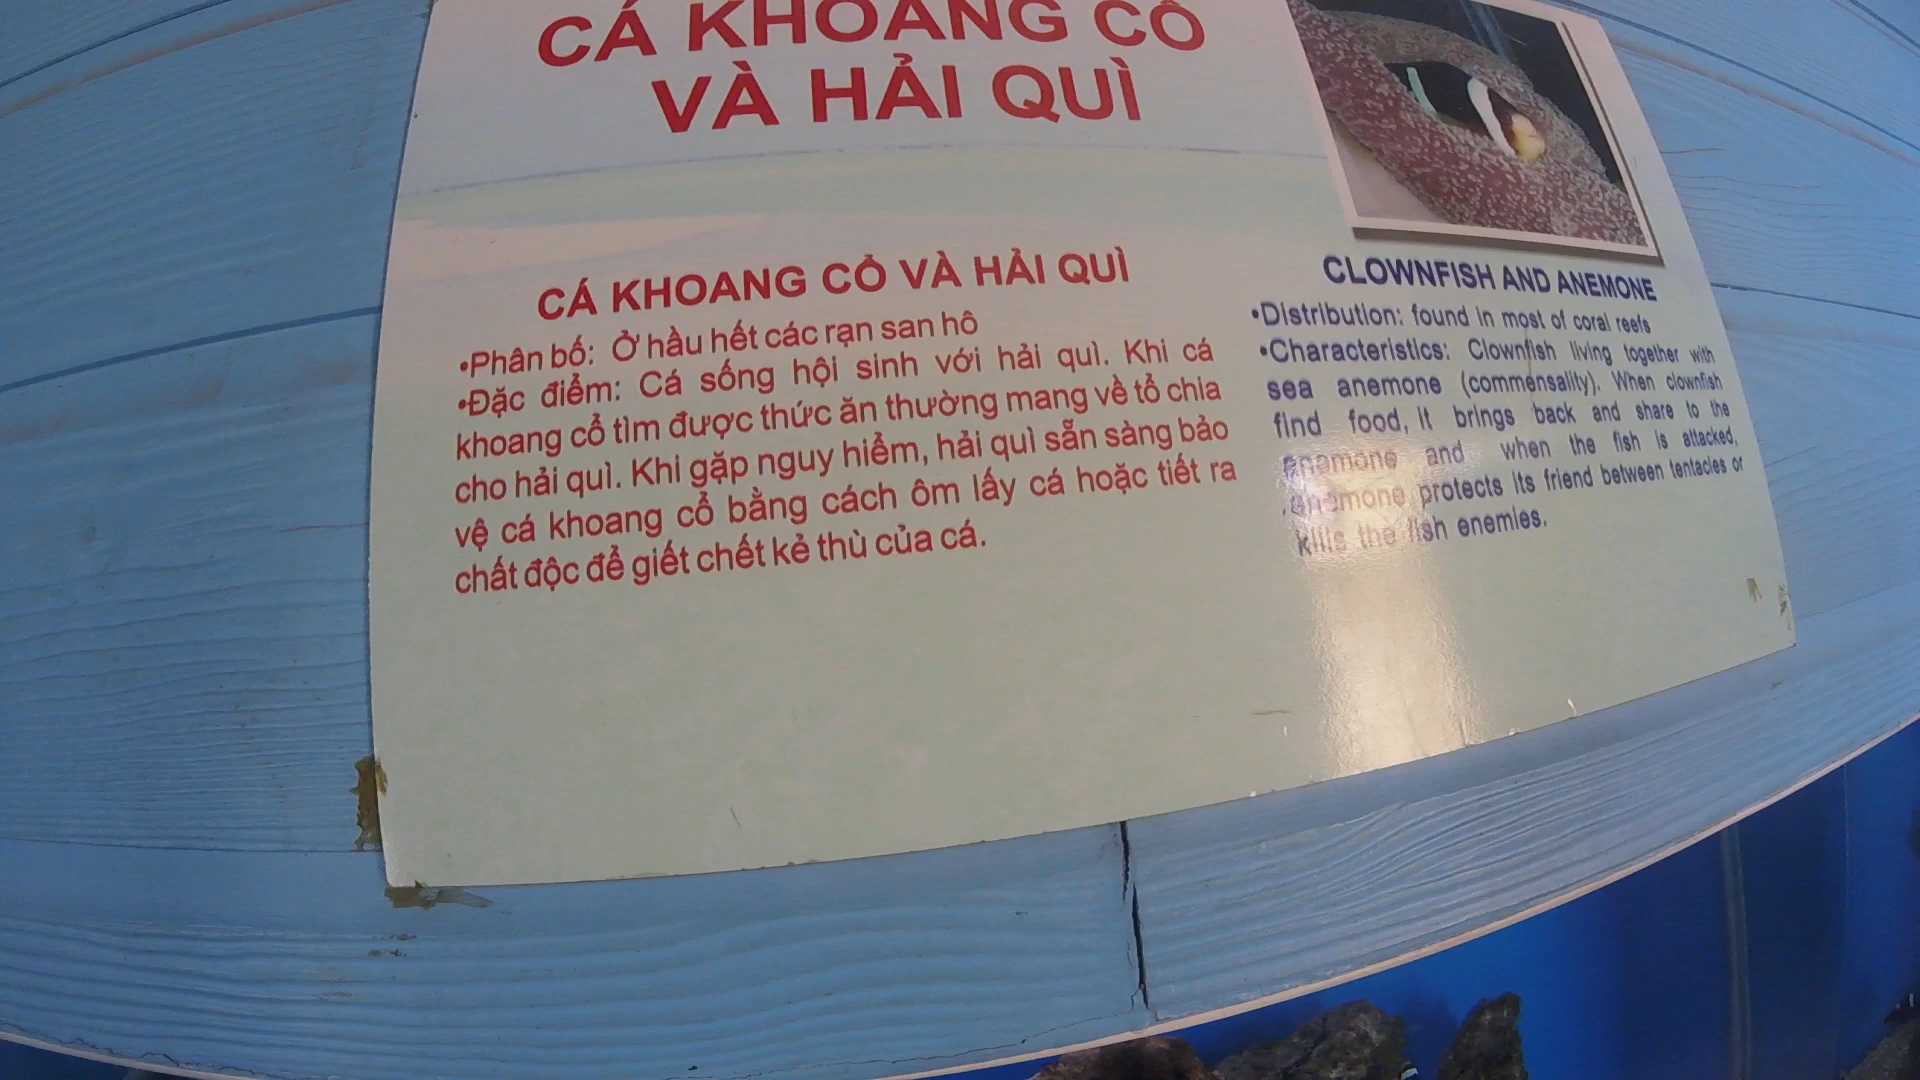 CÁ KHOANG CỔ
VÀ HẢI QUÌ
CÁ KHOANG CỔ VÀ HẢI QUÌ
•Phân bố: Ở hầu hết các rạn san hô
•Đặc điểm: Cá sống hội sinh với hải quì. Khi cá
khoang cổ tìm được thức ăn thường mang về tổ chia
cho hải quì. Khi gặp nguy hiểm, hải quì sẵn sàng bảo
vệ cá khoang cổ bằng cách ôm lấy cá hoặc tiết ra
chất độc để giết chết kẻ thù của cá.
CLOWNFISH AND ANEMONE
•Distribution: found in most of coral reefs
•Characteristics: Clownfish living together with
sea anemone (commensality). When clownfish
find food, it brings back and share to the
anemone and when the fish is attacked,
anemone protects its friend between tentacles or
kills the fish enemies.